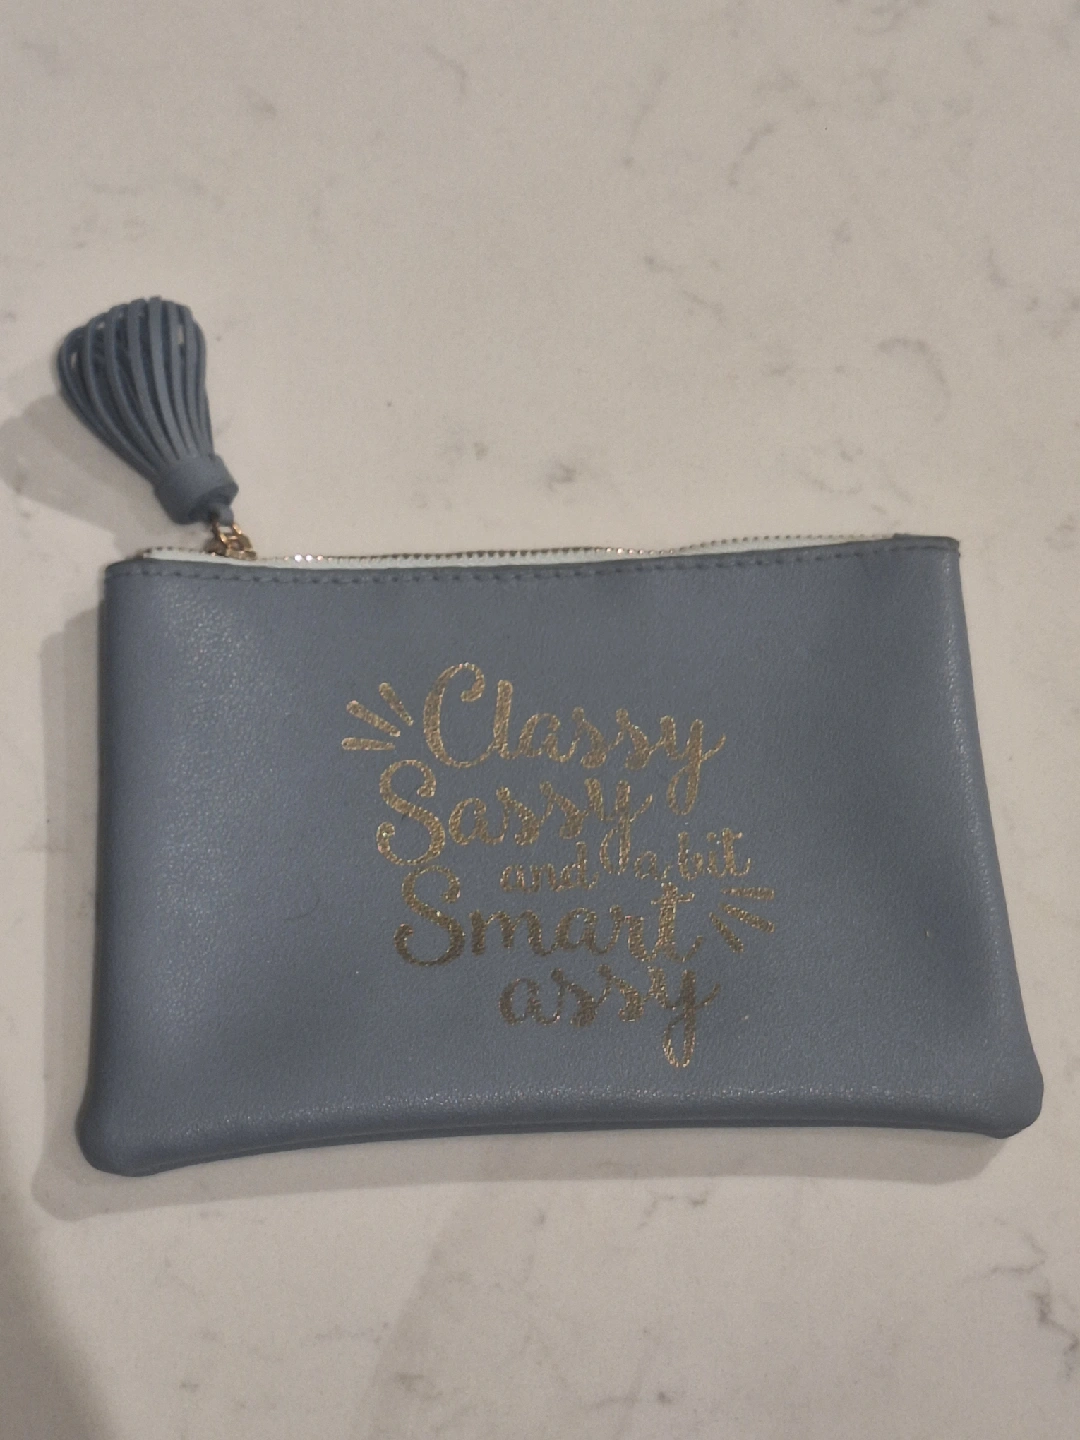 Classy
Sassy
and a bit
Smart
assy